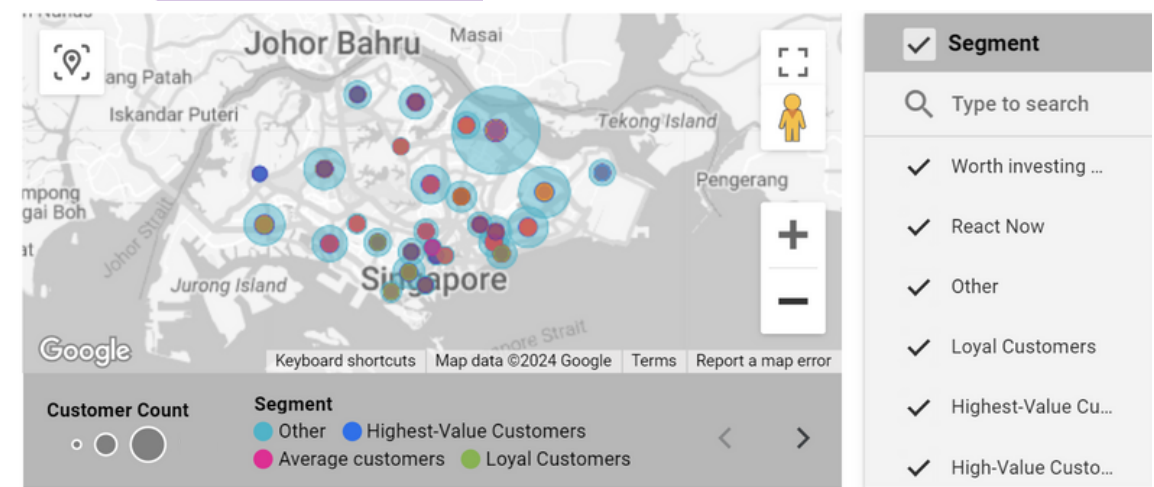 Johor Bahru
Masai
ang Patah
Iskandar Puteri
Tekong Island
Pengerang
mpong
gai Boh
at
Johor Strait
Jurong Island
Singapore
pore Strait
Google
Keyboard shortcuts
Map data ©2024 Google
Terms
Report a map error
Customer Count
Segment
Other
Highest-Value Customers
Average customers
Loyal Customers
Segment
Type to search
Worth investing ...
React Now
Other
Loyal Customers
Highest-Value Cu...
High-Value Custo...